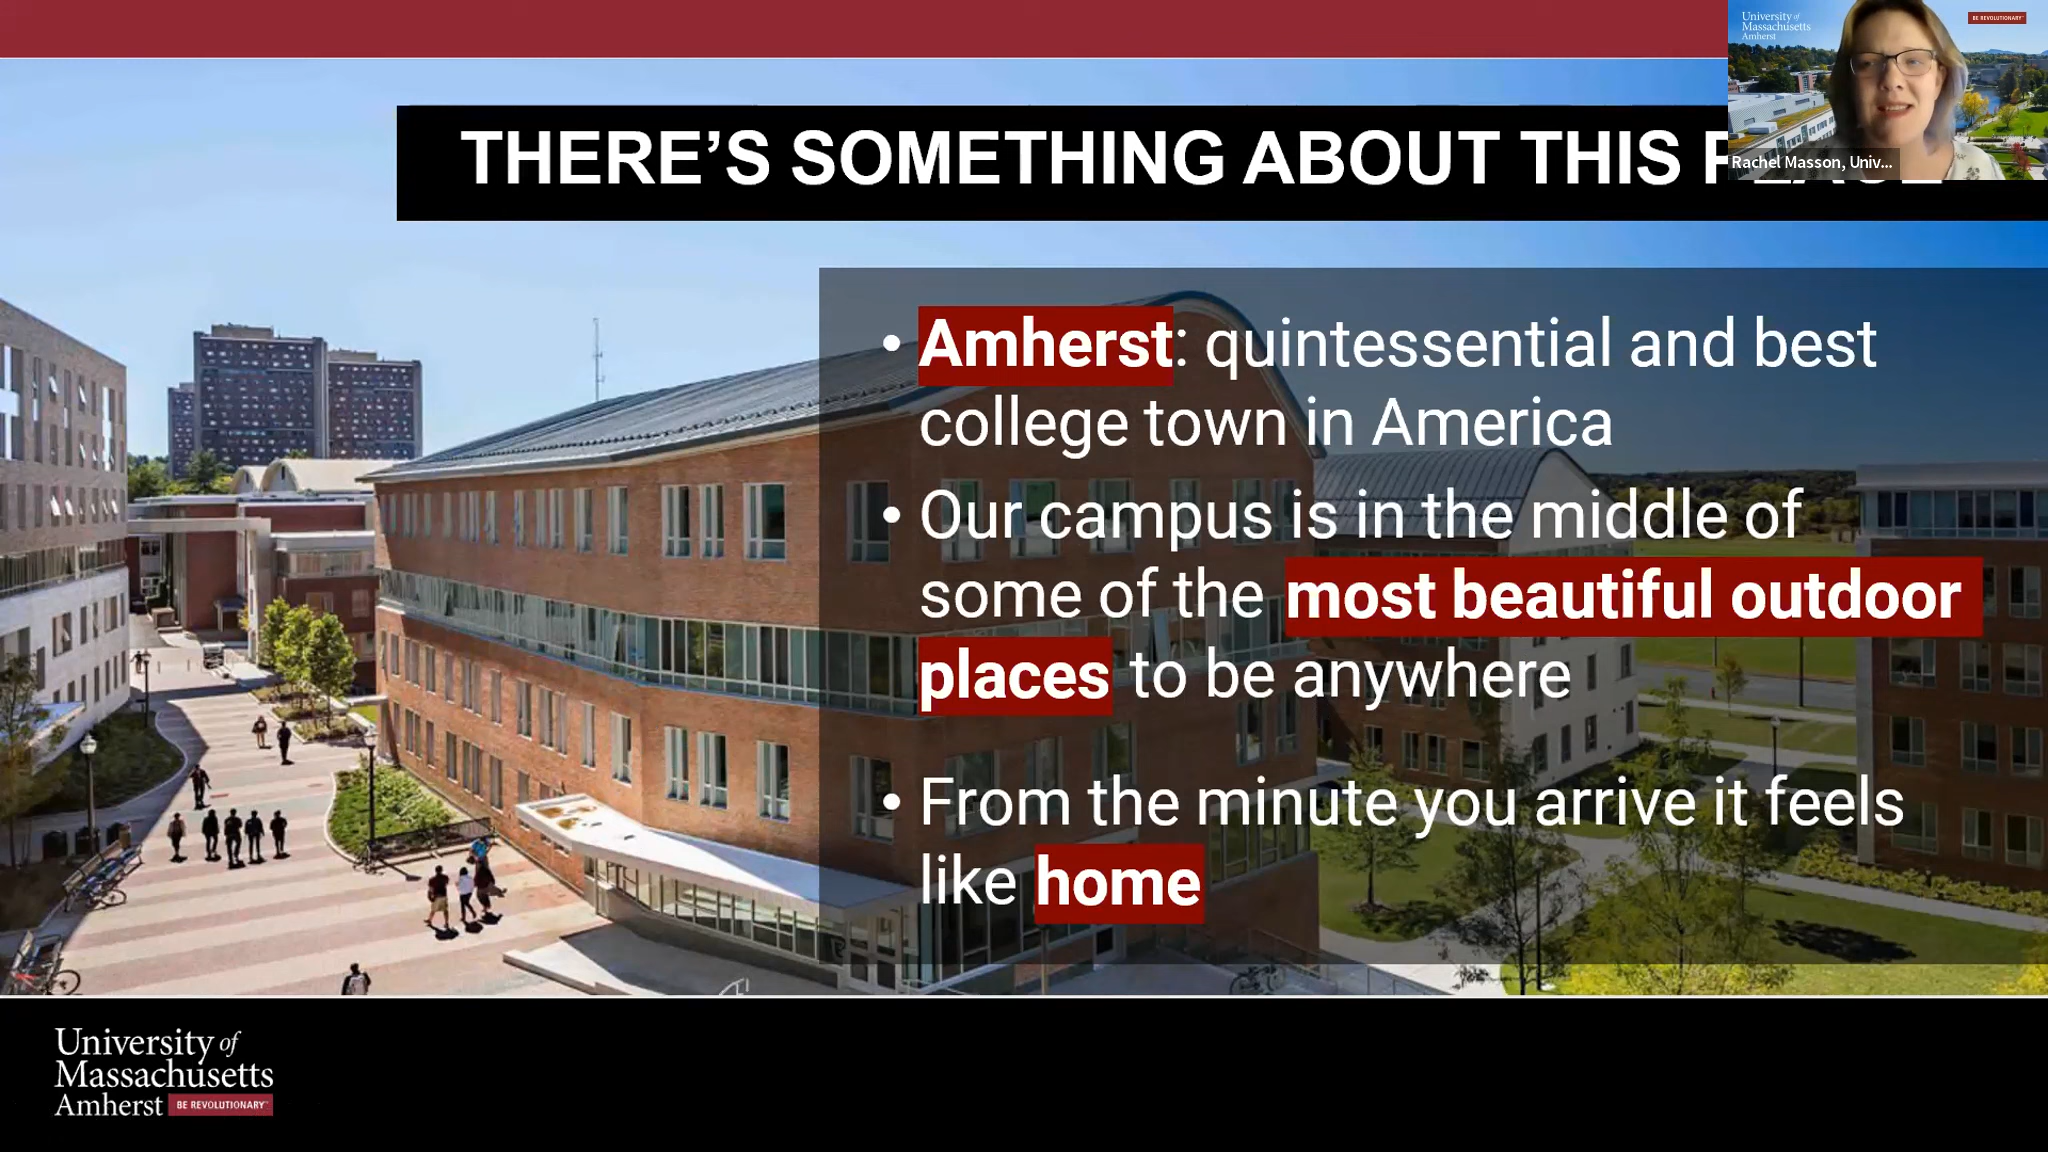 University of
Massachusetts
Amherst
BE REVOLUTIONARY
THERE'S SOMETHING ABOUT THIS
Rachel Masson, Univ...
• Amherst: quintessential and best
college town in America
• Our campus is in the middle of
some of the most beautiful outdoor
places to be anywhere
• From the minute you arrive it feels
like home
University of
Massachusetts
Amherst BE REVOLUTIONARY™